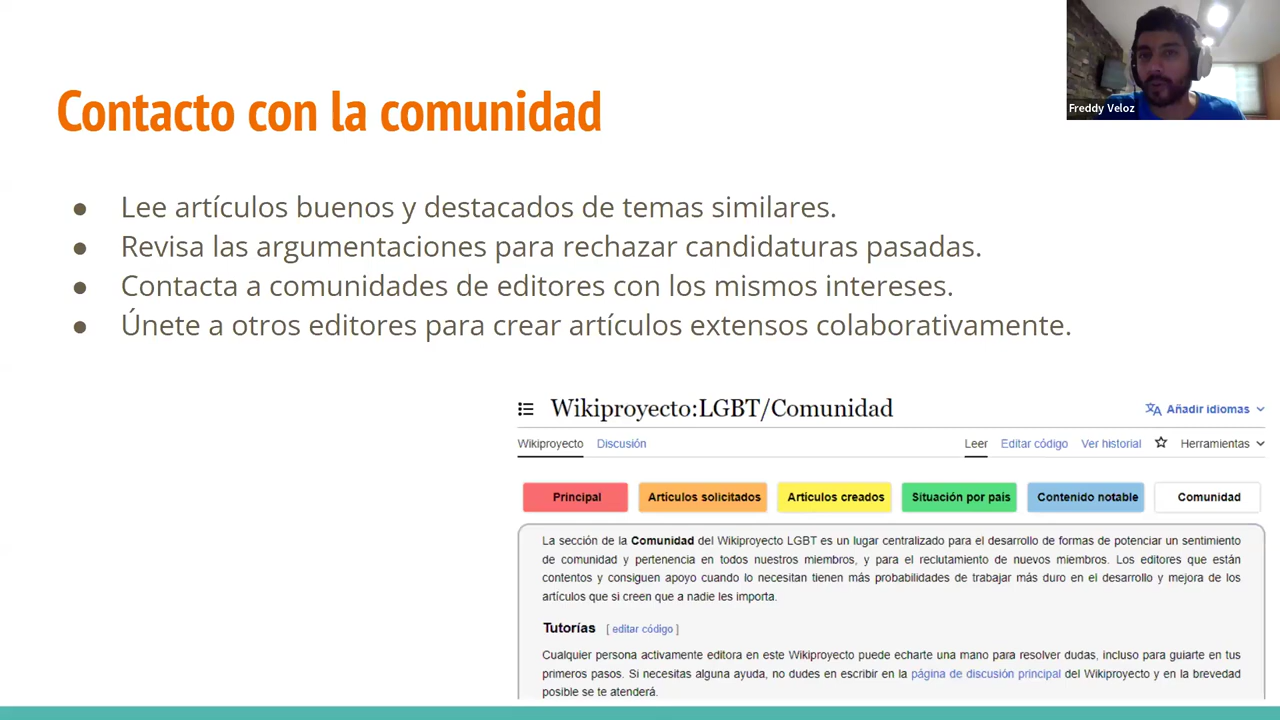 Freddy Veloz
Contacto con la comunidad
● Lee artículos buenos y destacados de temas similares.
● Revisa las argumentaciones para rechazar candidaturas pasadas.
● Contacta a comunidades de editores con los mismos intereses.
● Únete a otros editores para crear artículos extensos colaborativamente.
Wikiproyecto:LGBT/Comunidad
Añadir idiomas
Wikiproyecto Discusión Leer Editar código Ver historial Herramientas
Principal Artículos solicitados Artículos creados Situación por país Contenido notable Comunidad
La sección de la Comunidad del Wikiproyecto LGBT es un lugar centralizado para el desarrollo de formas de potenciar un sentimiento
de comunidad y pertenencia en todos nuestros miembros, y para el reclutamiento de nuevos miembros. Los editores que están
contentos y consiguen apoyo cuando lo necesitan tienen más probabilidades de trabajar más duro en el desarrollo y mejora de los
artículos que si creen que a nadie les importa.
Tutorías [ editar código ]
Cualquier persona activamente editora en este Wikiproyecto puede echarte una mano para resolver dudas, incluso para guiarte en tus
primeros pasos. Si necesitas alguna ayuda, no dudes en escribir en la página de discusión principal del Wikiproyecto y en la brevedad
posible se te atenderá.